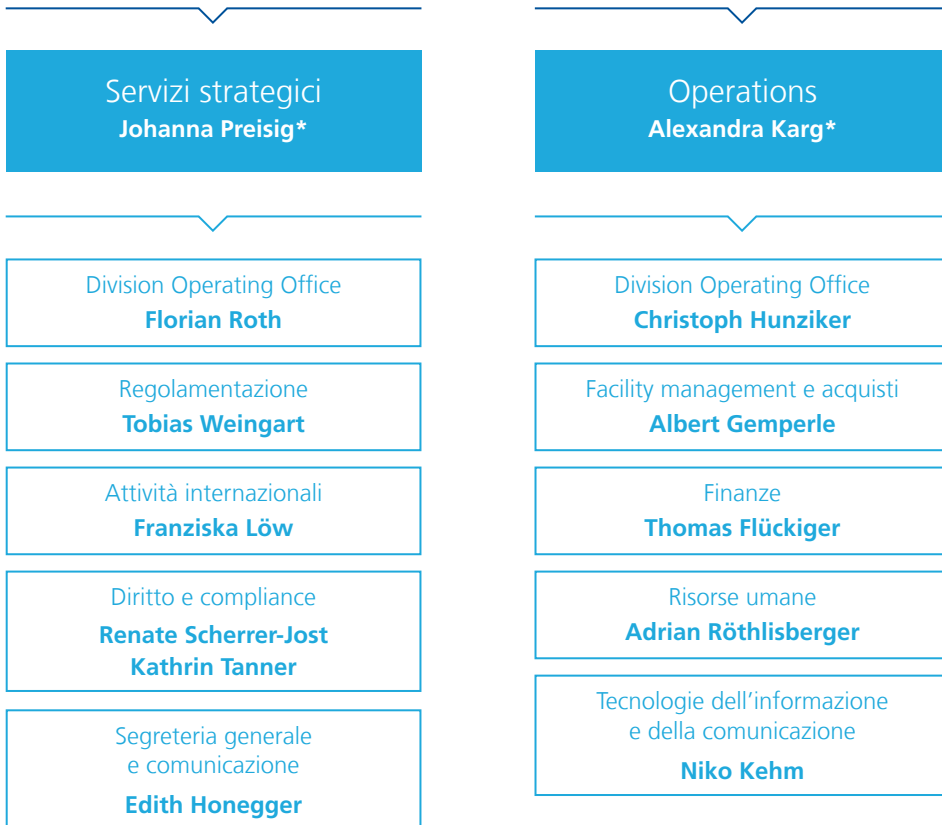 Servizi strategici
Johanna Preisig*
Division Operating Office
Florian Roth
Regolamentazione
Tobias Weingart
Attività internazionali
Franziska Löw
Diritto e compliance
Renate Scherrer-Jost
Kathrin Tanner
Segreteria generale
e comunicazione
Edith Honegger
Operations
Alexandra Karg*
Division Operating Office
Christoph Hunziker
Facility management e acquisti
Albert Gemperle
Finanze
Thomas Flückiger
Risorse umane
Adrian Röthlisberger
Tecnologie dell’informazione
e della comunicazione
Niko Kehm